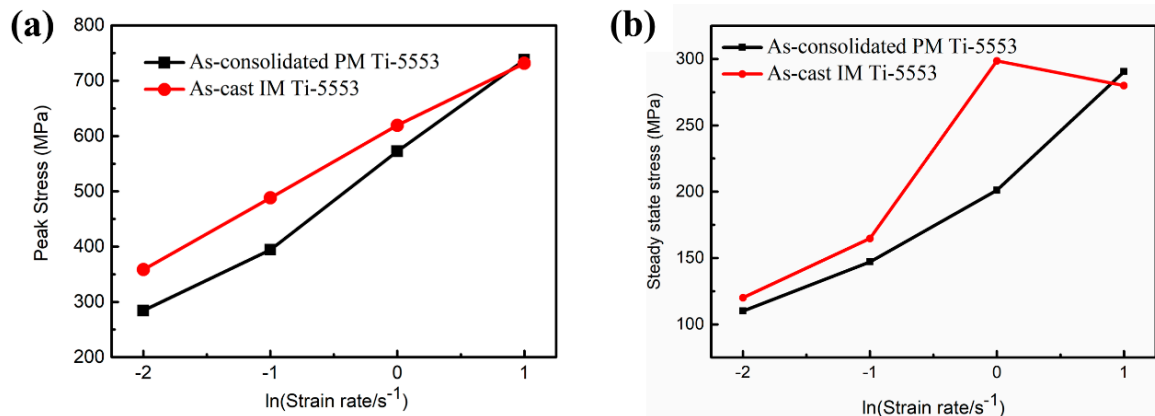 (a)
800
700
600
500
400
300
200
Peak Stress (MPa)
As-consolidated PM Ti-5553
As-cast IM Ti-5553
-2 -1 0 1
ln(Strain rate/s⁻¹)
(b)
300
250
200
150
100
Steady state stress (MPa)
As-consolidated PM Ti-5553
As-cast IM Ti-5553
-2 -1 0 1
ln(Strain rate/s⁻¹)